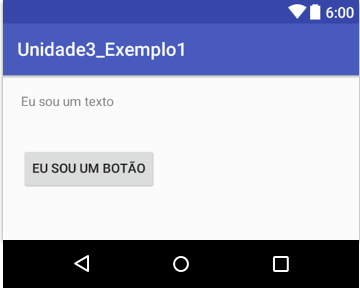 6:00
Unidade3_Exemplo1
Eu sou um texto
EU SOU UM BOTÃO